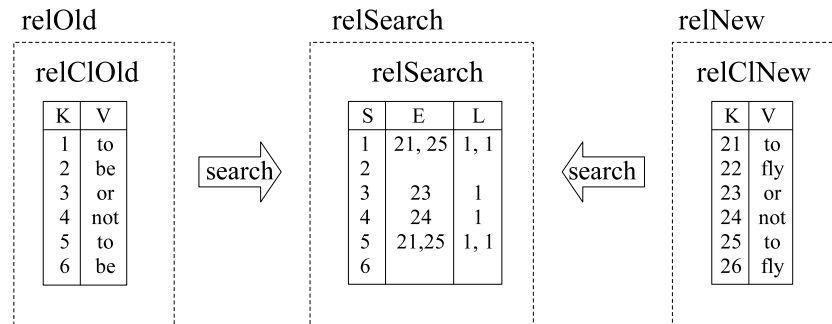 relOld relSearch relNew
relClOld relSearch relClNew
K V S E L K V
1 to 1 21, 25 1, 1 21 to
2 be 2 22 fly
search search
3 or 3 23 1 23 or
4 not 4 24 1 24 not
5 to 5 21,25 1, 1 25 to
6 be 6 26 fly